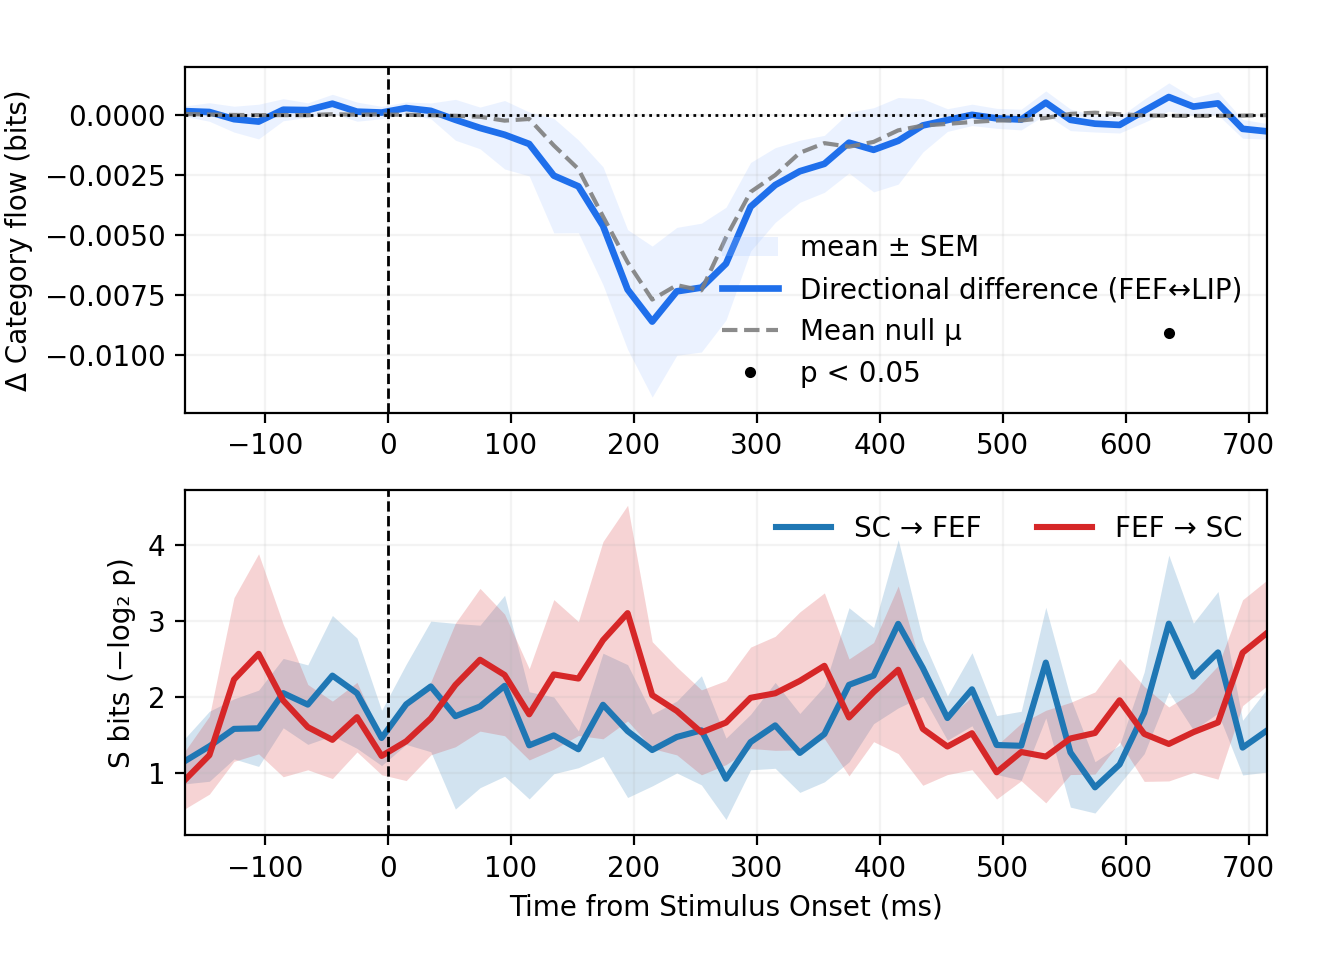 Δ Category flow (bits)
0.0000
−0.0025
−0.0050
−0.0075
−0.0100
mean ± SEM
Directional difference (FEF↔LIP)
Mean null μ
p < 0.05
−100 0 100 200 300 400 500 600 700
S bits (−log₂ p)
4
3
2
1
SC → FEF FEF → SC
−100 0 100 200 300 400 500 600 700
Time from Stimulus Onset (ms)